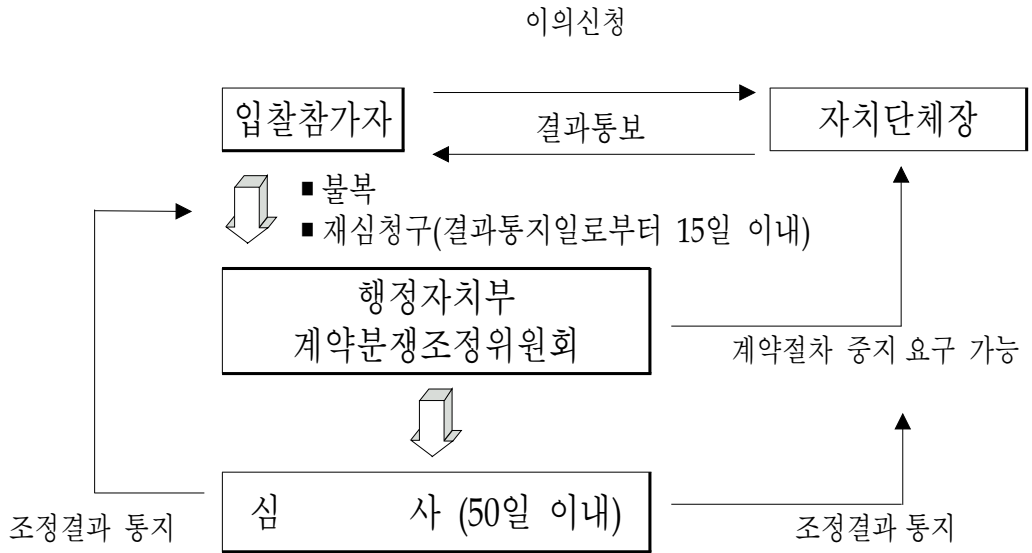 이의신청
입찰참가자
자치단체장
결과통보
▪ 불복
▪ 재심청구(결과통지일로부터 15일 이내)
행정자치부
계약분쟁조정위원회
계약절차 중지 요구 가능
심 사 (50일 이내)
조정결과 통지
조정결과 통지